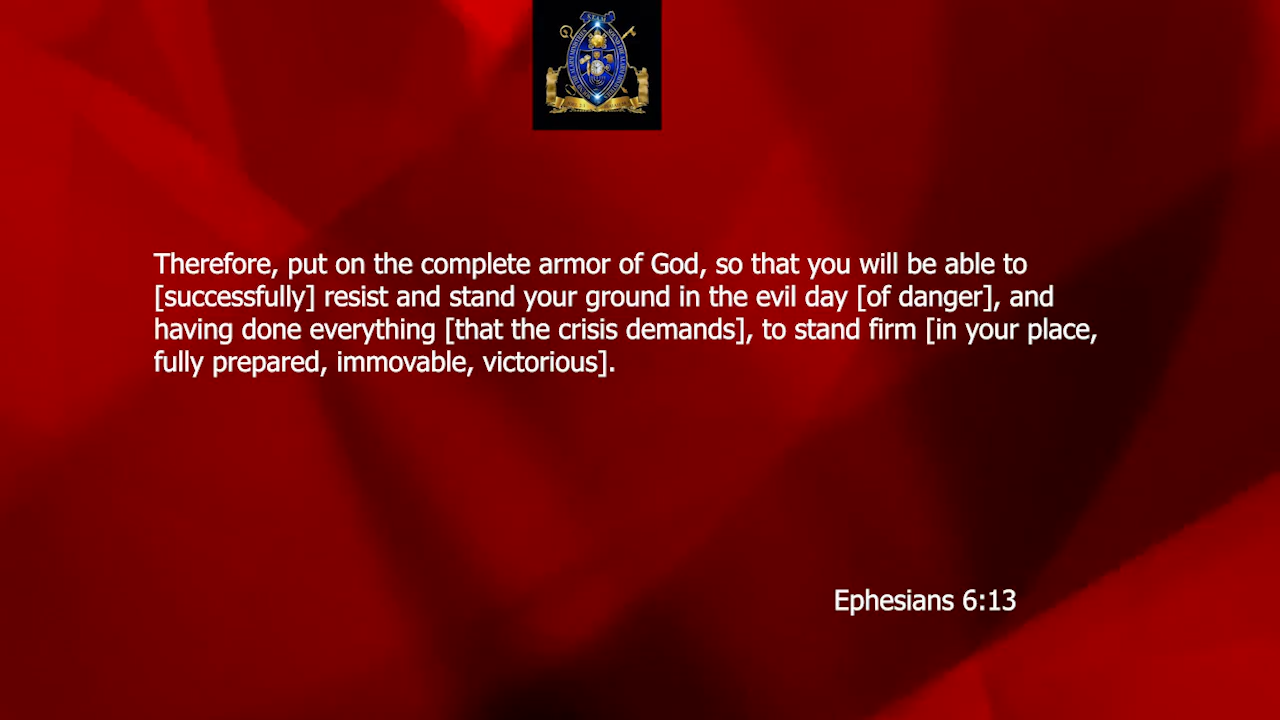 Therefore, put on the complete armor of God, so that you will be able to
[successfully] resist and stand your ground in the evil day [of danger], and
having done everything [that the crisis demands], to stand firm [in your place,
fully prepared, immovable, victorious].
Ephesians 6:13